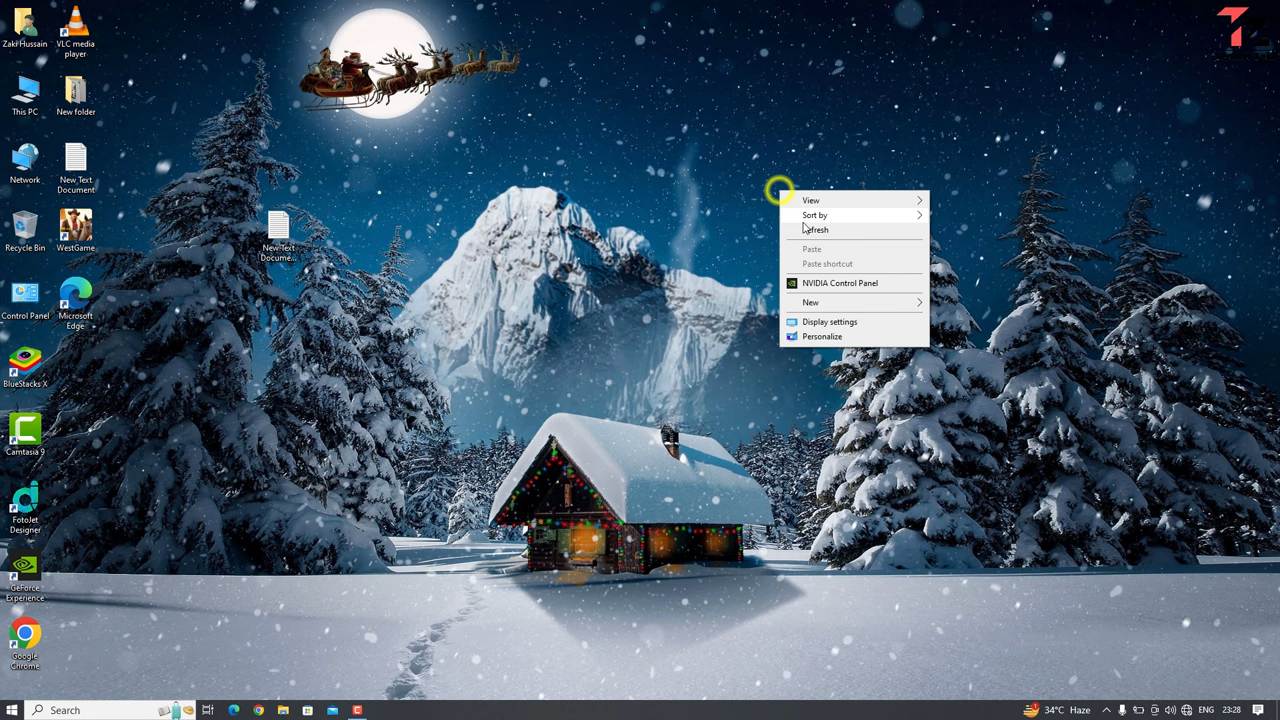 Zaki Hussain
VLC media
player
This PC
New folder
Network
New Text
Document
Recycle Bin
WestGame
New Text
Docume...
Control Panel
Microsoft
Edge
BlueStacks X
Camtasia 9
FotoJet
Designer
GeForce
Experience
Google
Chrome
View
Sort by
Refresh
Paste
Paste shortcut
NVIDIA Control Panel
New
Display settings
Personalize
Search
34°C Haze
ENG
23:28